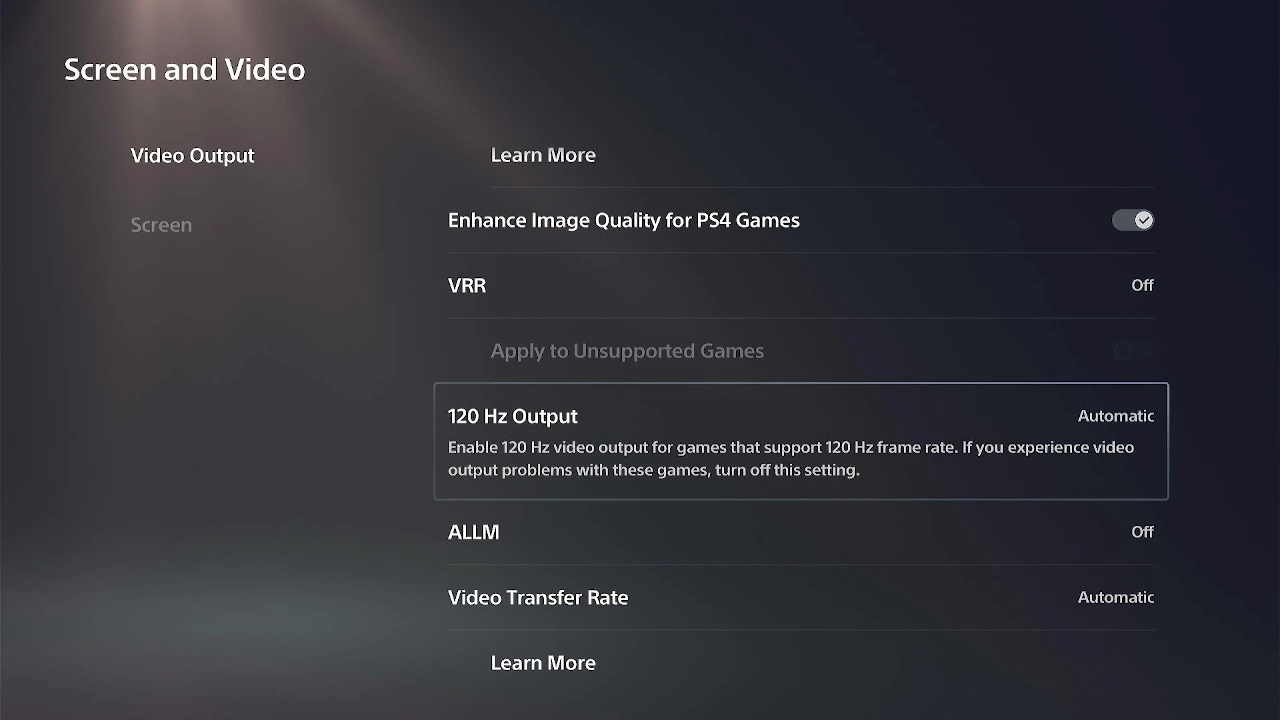 Screen and Video
Video Output
Screen
Learn More
Enhance Image Quality for PS4 Games
VRR Off
Apply to Unsupported Games
120 Hz Output Automatic
Enable 120 Hz video output for games that support 120 Hz frame rate. If you experience video
output problems with these games, turn off this setting.
ALLM Off
Video Transfer Rate Automatic
Learn More